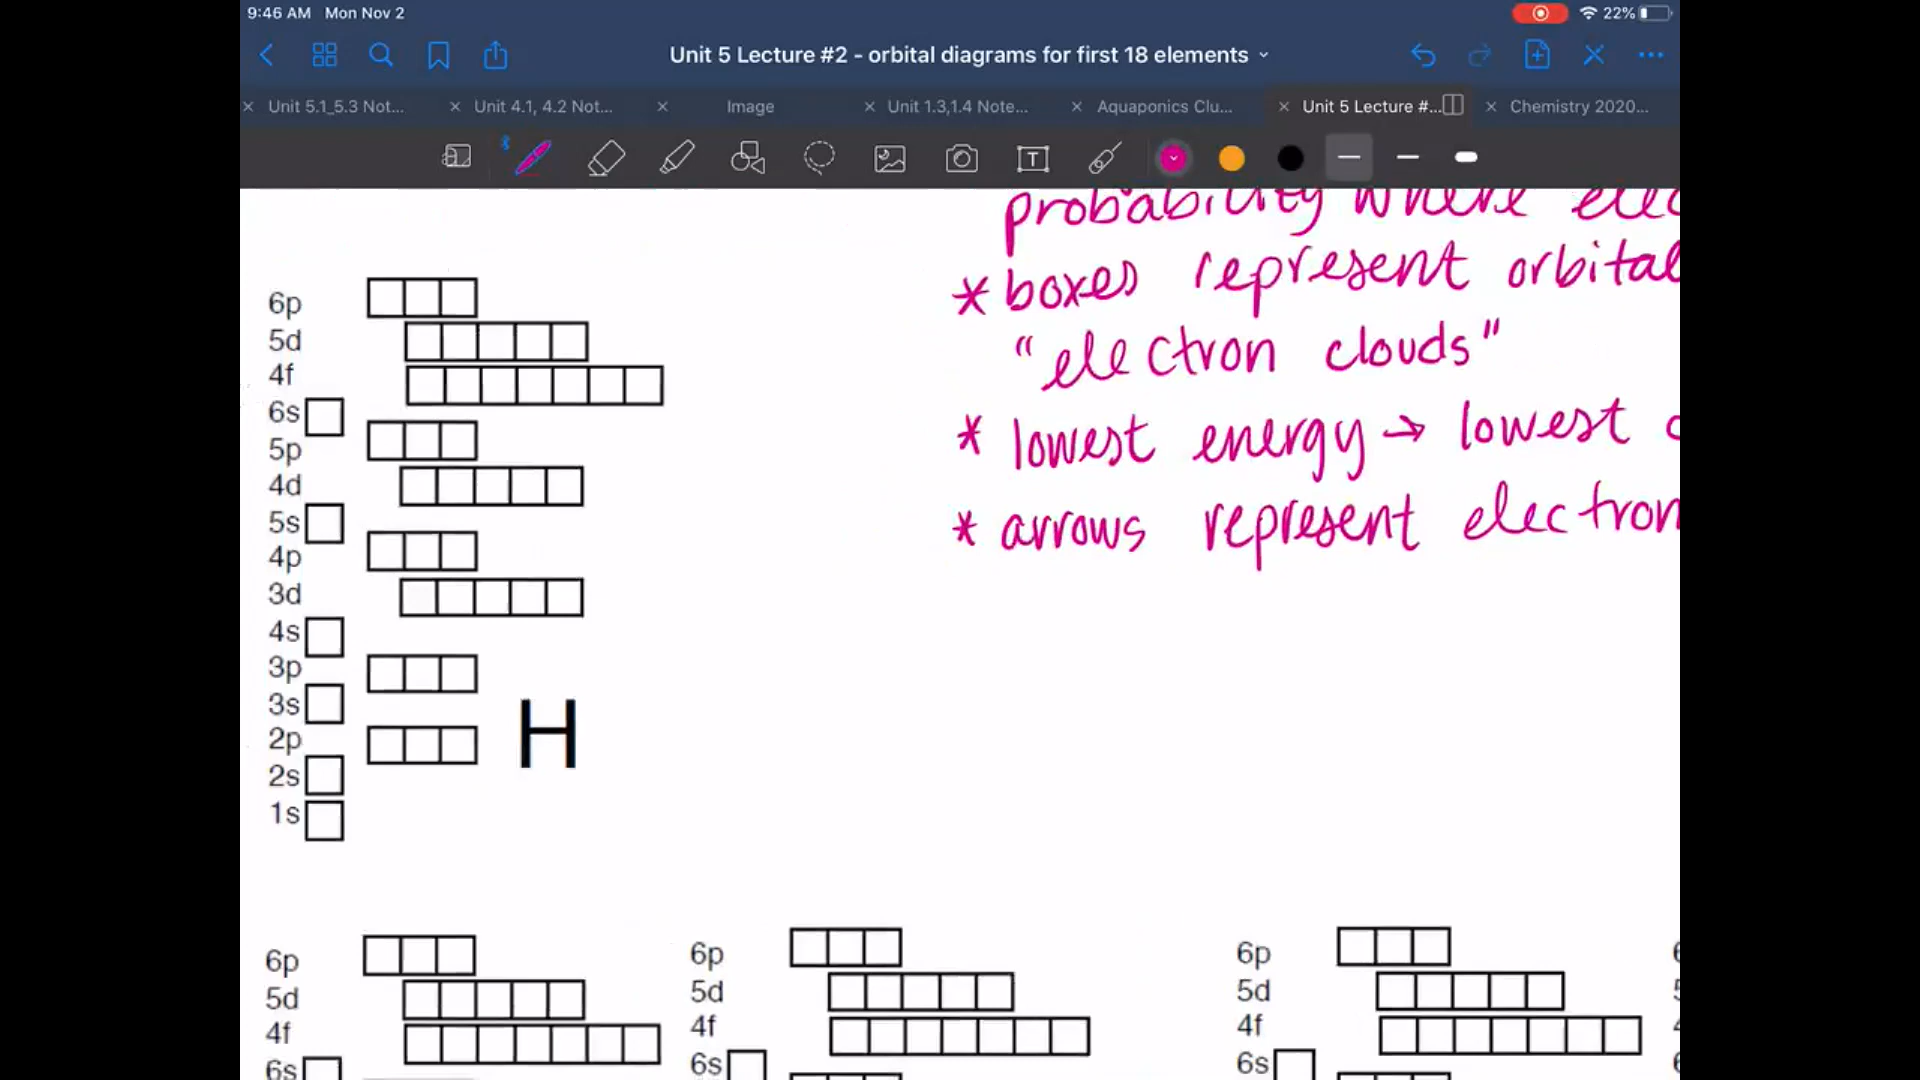 9:46 AM Mon Nov 2
22%
Unit 5 Lecture #2 - orbital diagrams for first 18 elements
Unit 5.1_5.3 Not...
Unit 4.1, 4.2 Not...
Image
Unit 1.3,1.4 Note...
Aquaponics Clu...
Unit 5 Lecture #...
Chemistry 2020...
T
probability where elec
* boxes represent orbital
"electron clouds"
* lowest energy → lowest
* arrows represent electron
6p
5d
4f
6s
5p
4d
5s
4p
3d
4s
3p
3s
2p
2s
1s
H
6p
5d
4f
6s
6p
5d
4f
6s
6p
5d
4f
6s